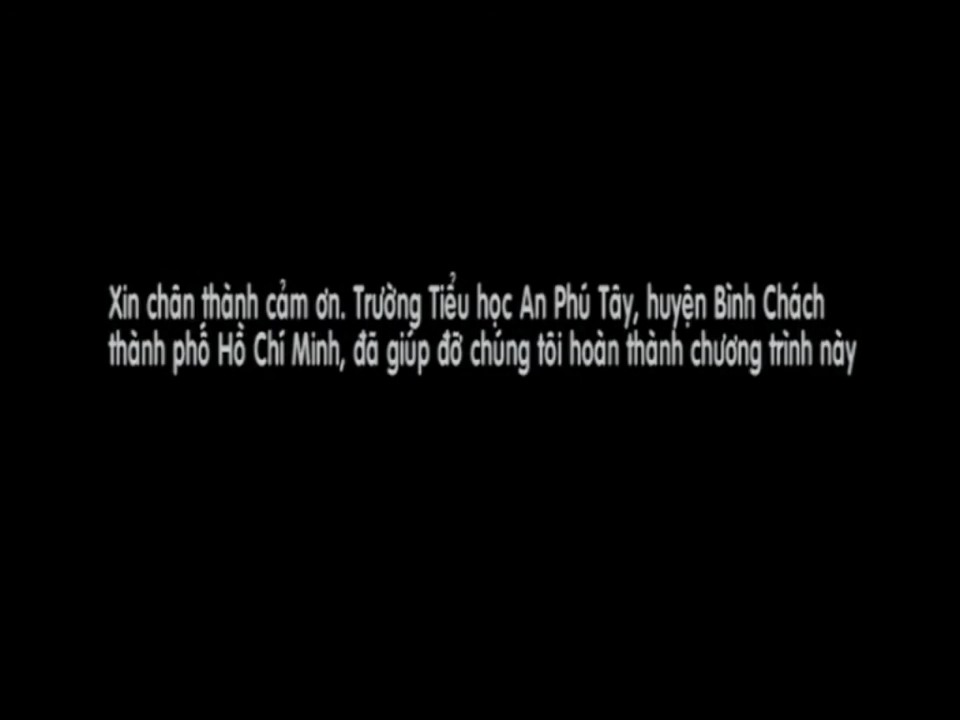 Xin chân thành cảm ơn. Trường Tiểu học An Phú Tây, huyện Bình Chách
thành phố Hồ Chí Minh, đã giúp đỡ chúng tôi hoàn thành chương trình này